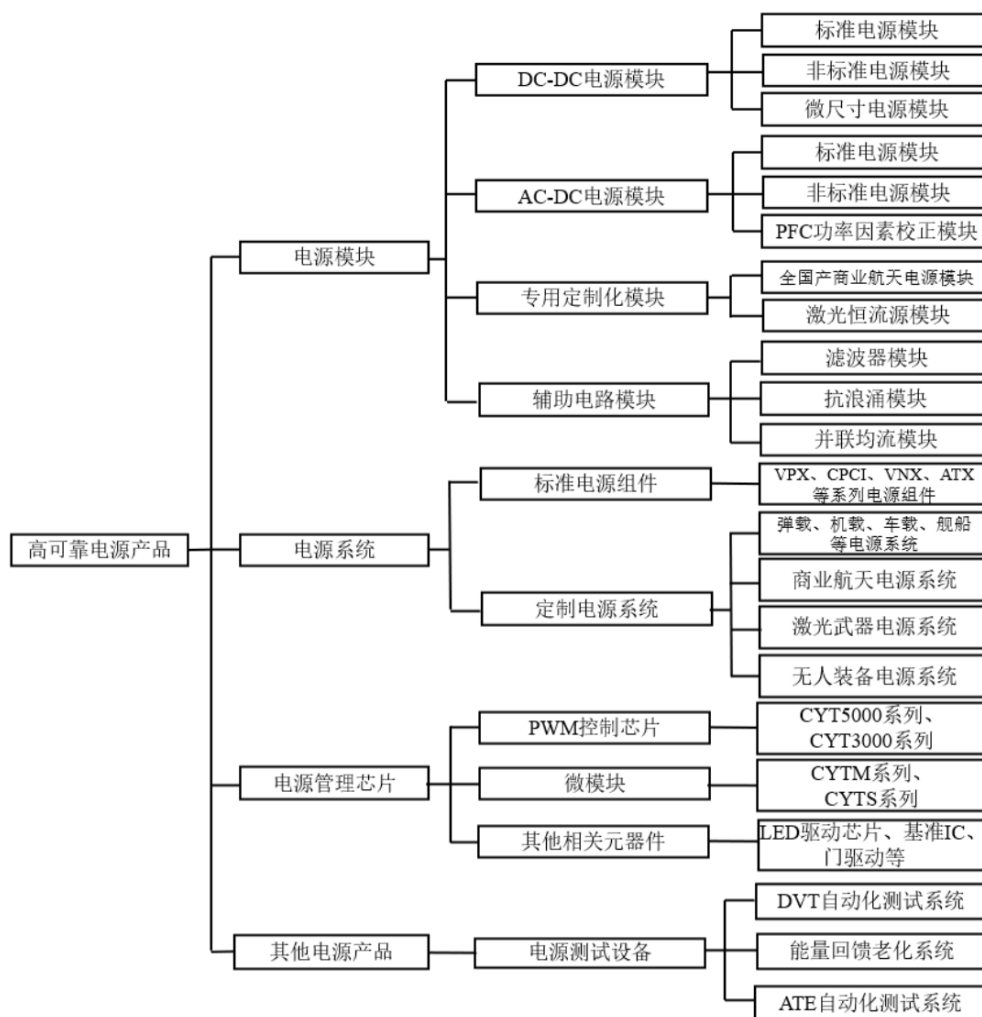 高可靠电源产品
电源模块
DC-DC电源模块
标准电源模块
非标准电源模块
微尺寸电源模块
AC-DC电源模块
标准电源模块
非标准电源模块
PFC功率因素校正模块
专用定制化模块
全国产商业航天电源模块
激光恒流源模块
辅助电路模块
滤波器模块
抗浪涌模块
并联均流模块
电源系统
标准电源组件
VPX、CPCI、VNX、ATX
等系列电源组件
定制电源系统
弹载、机载、车载、舰船
等电源系统
商业航天电源系统
激光武器电源系统
无人装备电源系统
电源管理芯片
PWM控制芯片
CYT5000系列、
CYT3000系列
微模块
CYTM系列、
CYTS系列
其他相关元器件
LED驱动芯片、基准IC、
门驱动等
其他电源产品
电源测试设备
DVT自动化测试系统
能量回馈老化系统
ATE自动化测试系统